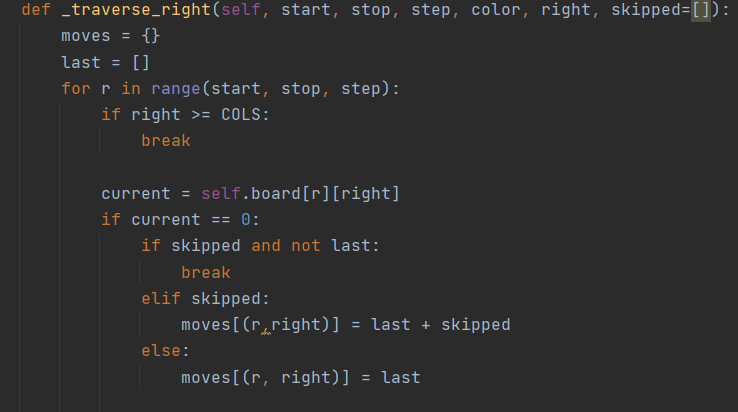 def _traverse_right(self, start, stop, step, color, right, skipped=[]):
    moves = {}
    last = []
    for r in range(start, stop, step):
        if right >= COLS:
            break

        current = self.board[r][right]
        if current == 0:
            if skipped and not last:
                break
            elif skipped:
                moves[(r,right)] = last + skipped
            else:
                moves[(r, right)] = last